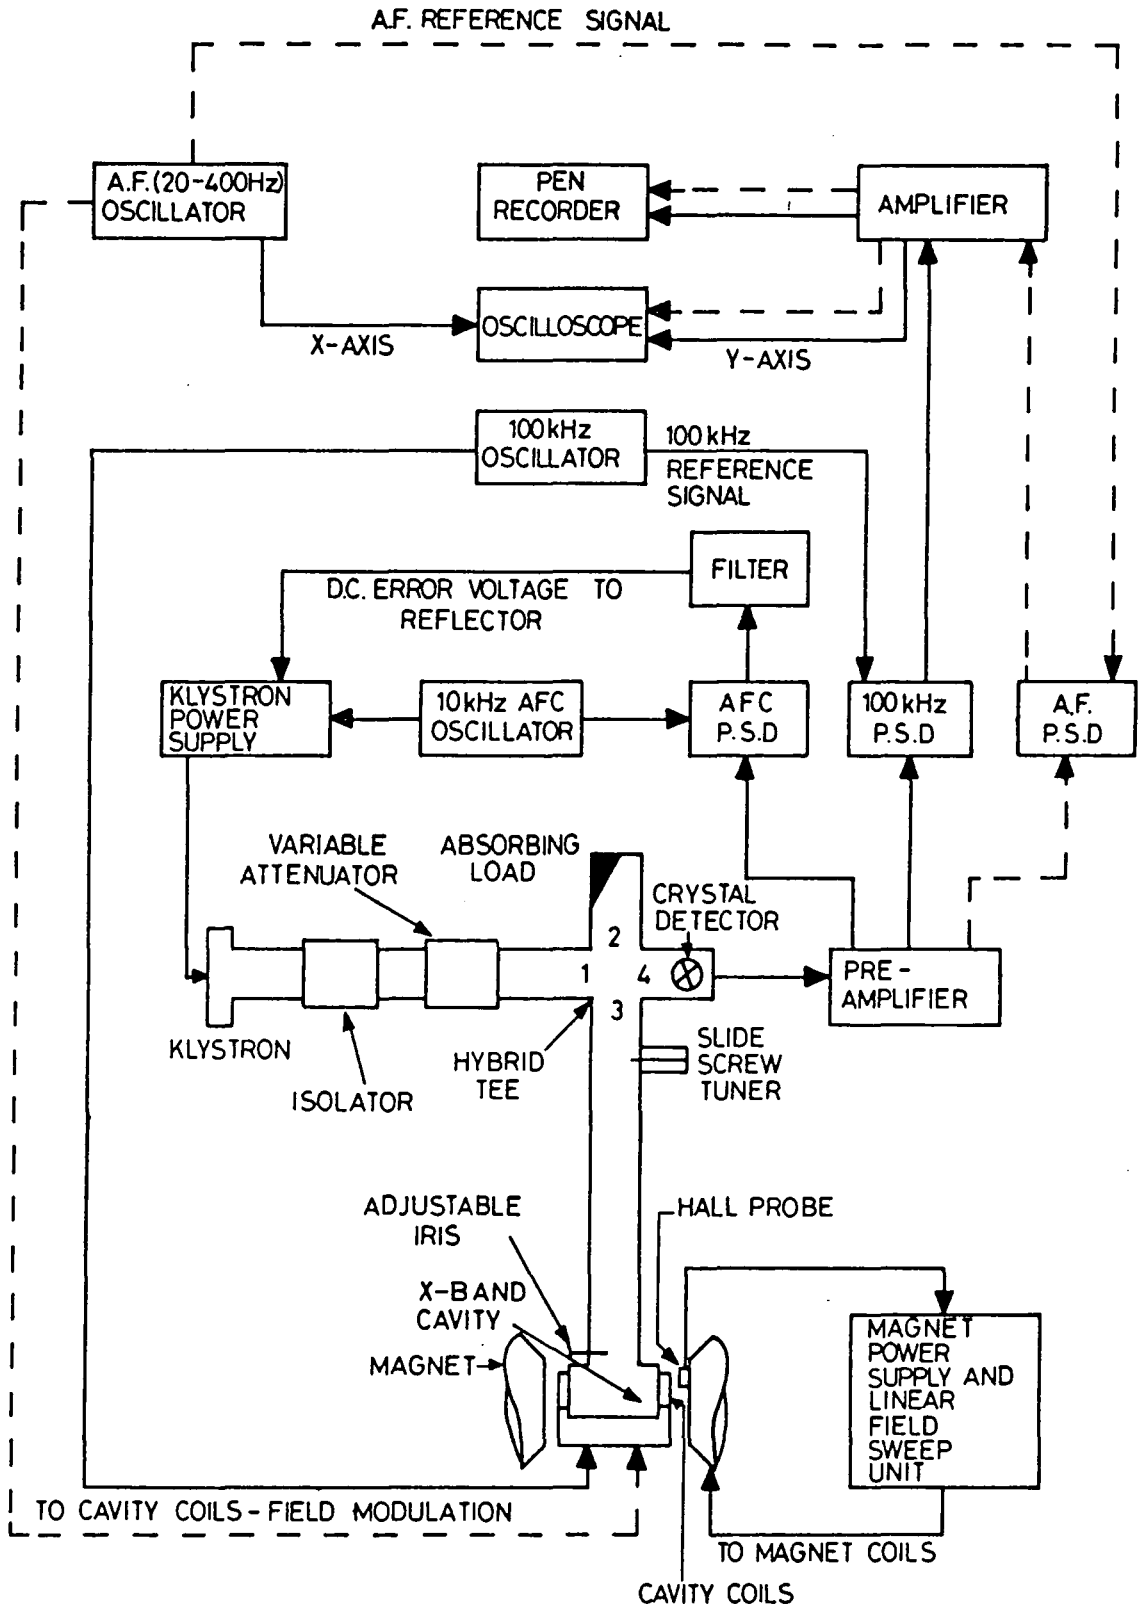 A.F. REFERENCE SIGNAL
A.F.(20-400Hz)
OSCILLATOR
PEN
RECORDER
AMPLIFIER
OSCILLOSCOPE
X-AXIS
Y-AXIS
100kHz
OSCILLATOR
100kHz
REFERENCE
SIGNAL
FILTER
D.C. ERROR VOLTAGE TO
REFLECTOR
KLYSTRON
POWER
SUPPLY
10kHz AFC
OSCILLATOR
AFC
P.S.D
100kHz
P.S.D
A.F.
P.S.D
VARIABLE
ATTENUATOR
ABSORBING
LOAD
CRYSTAL
DETECTOR
2
1
4
3
PRE-
AMPLIFIER
KLYSTRON
ISOLATOR
HYBRID
TEE
SLIDE
SCREW
TUNER
ADJUSTABLE
IRIS
HALL PROBE
X-BAND
CAVITY
MAGNET
MAGNET
POWER
SUPPLY AND
LINEAR
FIELD
SWEEP
UNIT
TO CAVITY COILS-FIELD MODULATION
TO MAGNET COILS
CAVITY COILS